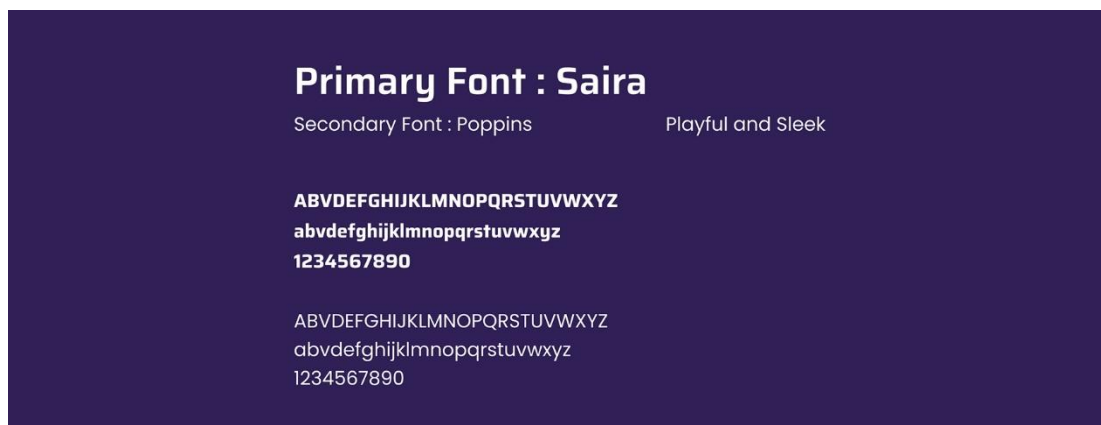 Primary Font : Saira
Secondary Font : Poppins
Playful and Sleek
ABVDEFGHIJKLMNOPQRSTUVWXYZ
abvdefghijklmnopqrstuvwxyz
1234567890
ABVDEFGHIJKLMNOPQRSTUVWXYZ
abvdefghijklmnopqrstuvwxyz
1234567890